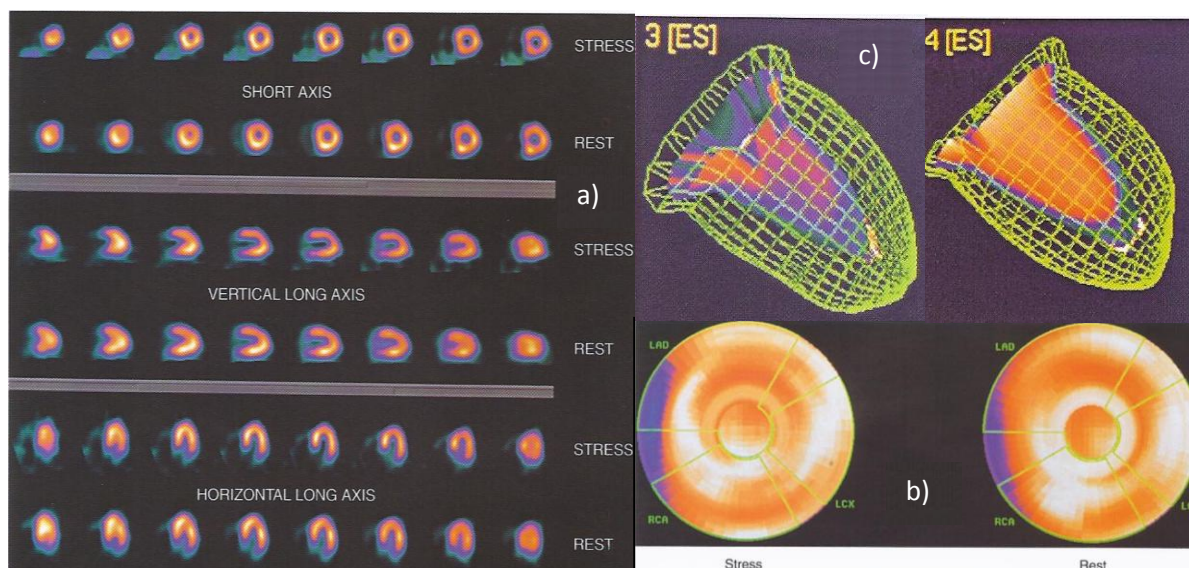 STRESS
SHORT AXIS
REST
a)
STRESS
VERTICAL LONG AXIS
REST
STRESS
HORIZONTAL LONG AXIS
REST
3 [ES]
c)
4 [ES]
LAD
RCA
LCX
b)
LAD
RCA
Stress
Rest